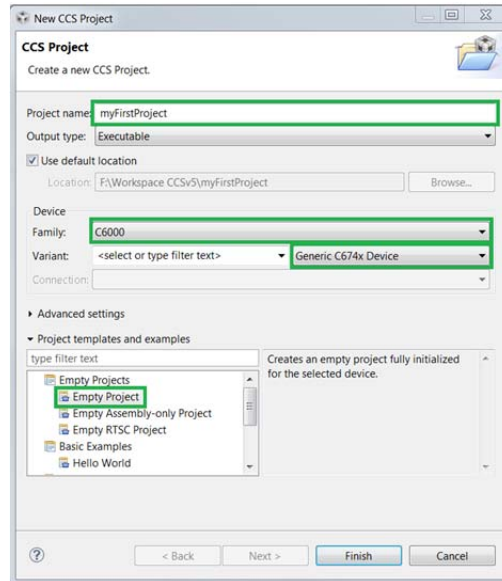 New CCS Project
CCS Project
Create a new CCS Project.
Project name: myFirstProject
Output type: Executable
Use default location
Location: F:\Workspace CCSv5\myFirstProject Browse...
Device
Family: C6000
Variant: <select or type filter text> Generic C674x Device
Connection:
Advanced settings
Project templates and examples
type filter text
Creates an empty project fully initialized
for the selected device.
Empty Projects
Empty Project
Empty Assembly-only Project
Empty RTSC Project
Basic Examples
Hello World
< Back Next > Finish Cancel